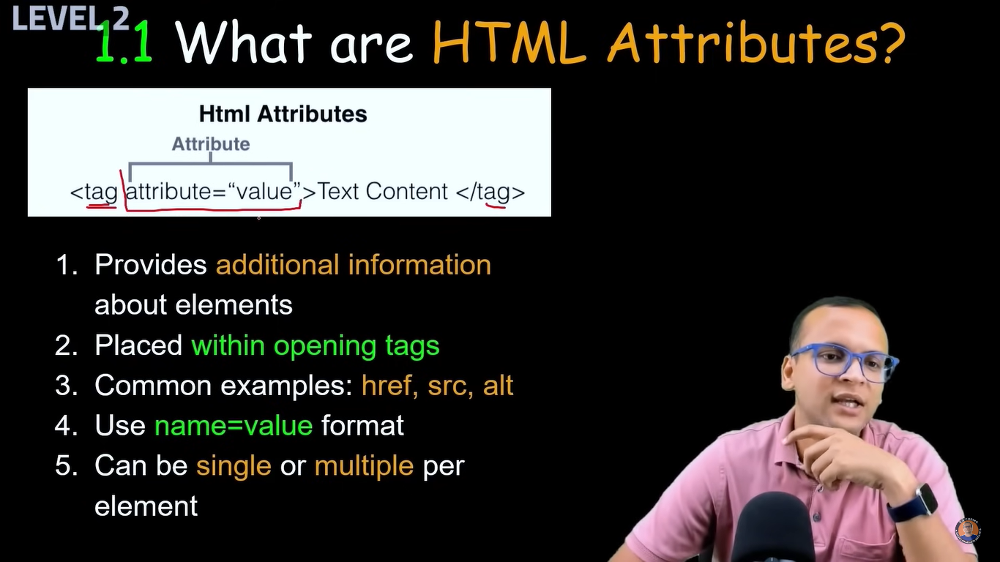 LEVEL 2
1.1 What are HTML Attributes?
Html Attributes
Attribute
<tag attribute=“value”>Text Content </tag>
1. Provides additional information
about elements
2. Placed within opening tags
3. Common examples: href, src, alt
4. Use name=value format
5. Can be single or multiple per
element